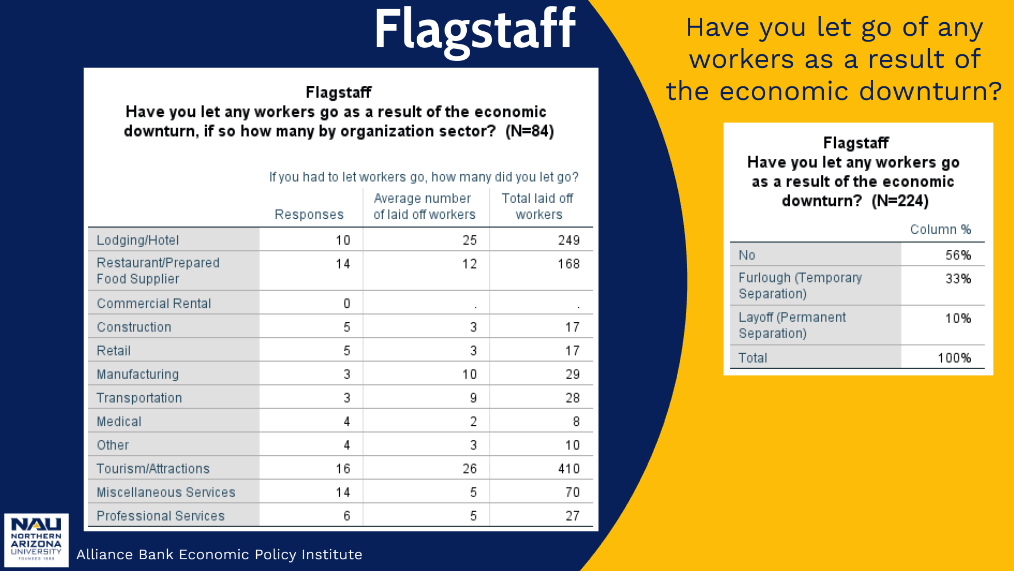 Flagstaff
Flagstaff
Have you let any workers go as a result of the economic
downturn, if so how many by organization sector? (N=84)
If you had to let workers go, how many did you let go?
Responses
Average number
of laid off workers
Total laid off
workers
Lodging/Hotel 10 25 249
Restaurant/Prepared
Food Supplier 14 12 168
Commercial Rental 0 . .
Construction 5 3 17
Retail 5 3 17
Manufacturing 3 10 29
Transportation 3 9 28
Medical 4 2 8
Other 4 3 10
Tourism/Attractions 16 26 410
Miscellaneous Services 14 5 70
Professional Services 6 5 27
NAU
NORTHERN
ARIZONA
UNIVERSITY
FOUNDED 1899
Alliance Bank Economic Policy Institute
Have you let go of any
workers as a result of
the economic downturn?
Flagstaff
Have you let any workers go
as a result of the economic
downturn? (N=224)
Column %
No 56%
Furlough (Temporary
Separation) 33%
Layoff (Permanent
Separation) 10%
Total 100%